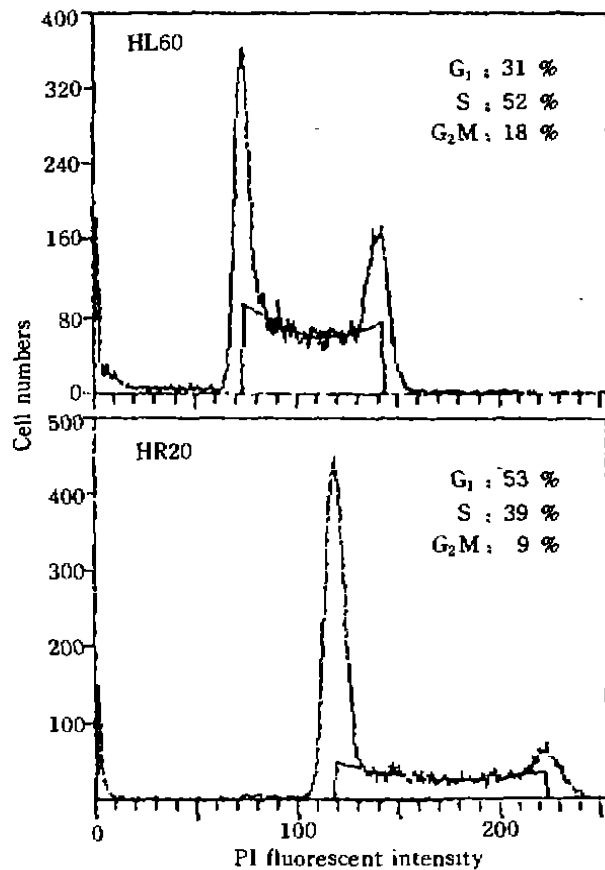 400
HL60
G₁ : 31 %
320
S : 52 %
G₂M : 18 %
240
160
80
0
Cell numbers
500
HR20
G₁ : 53 %
400
S : 39 %
G₂M : 9 %
300
200
100
0 100 200
PI fluorescent intensity